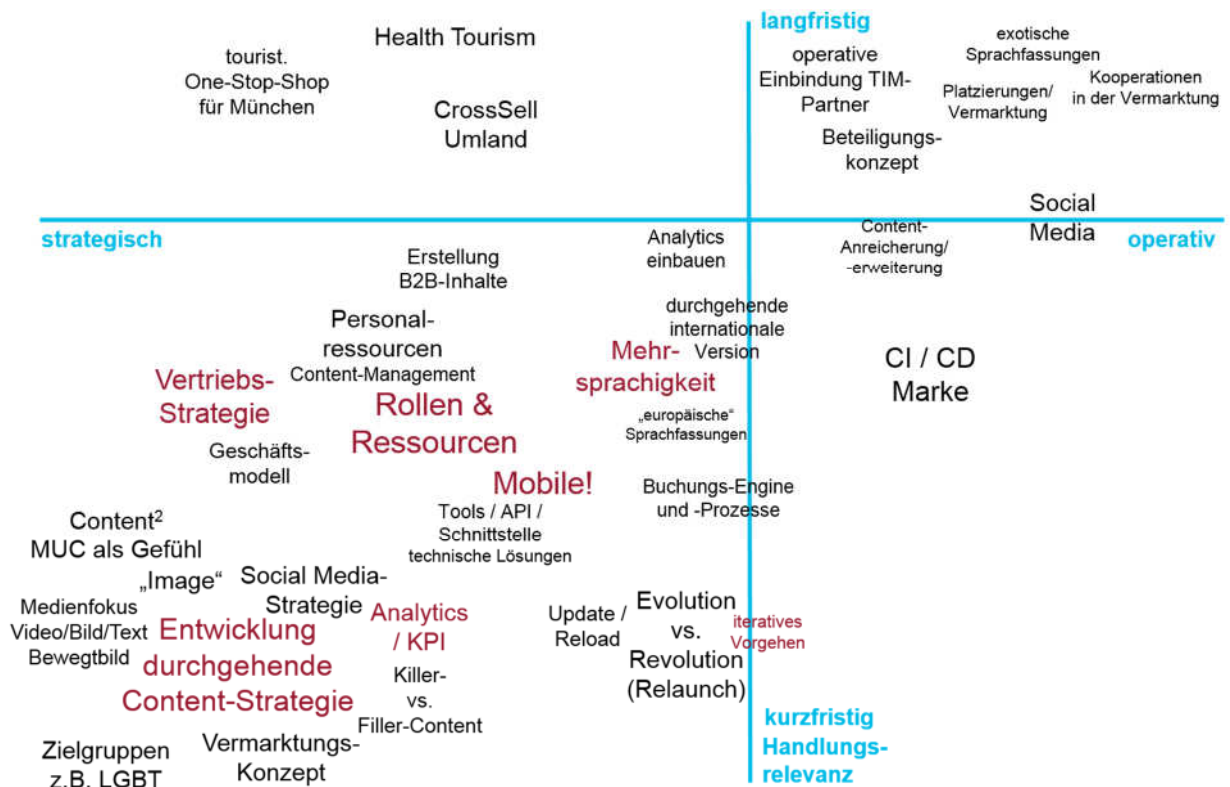 langfristig
Health Tourism
tourist.
One-Stop-Shop
für München
CrossSell
Umland
operative
Einbindung TIM-
Partner
exotische
Sprachfassungen
Platzierungen/
Vermarktung
Kooperationen
in der Vermarktung
Beteiligungs-
konzept
Social
Media
strategisch
operativ
Erstellung
B2B-Inhalte
Analytics
einbauen
Content-
Anreicherung/
-erweiterung
Personal-
ressourcen
Content-Management
durchgehende
internationale
Version
Mehr-
sprachigkeit
CI / CD
Marke
Vertriebs-
Strategie
Rollen &
Ressourcen
„europäische“
Sprachfassungen
Geschäfts-
modell
Mobile!
Buchungs-Engine
und -Prozesse
Tools / API /
Schnittstelle
technische Lösungen
Content²
MUC als Gefühl
„Image“
Social Media-
Strategie
Medienfokus
Video/Bild/Text
Bewegtbild
Entwicklung
durchgehende
Content-Strategie
Analytics
/ KPI
Update /
Reload
Evolution
vs.
Revolution
(Relaunch)
iteratives
Vorgehen
Killer-
vs.
Filler-Content
kurzfristig
Handlungs-
relevanz
Zielgruppen
z.B. LGBT
Vermarktungs-
Konzept